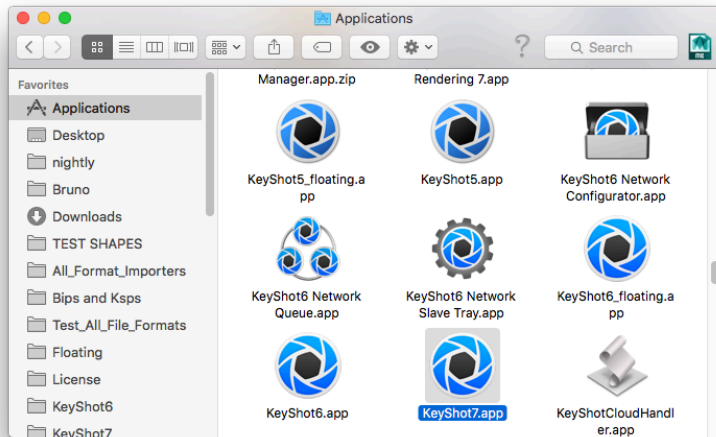 Applications
Search
ME
Favorites
Applications
Desktop
nightly
Bruno
Downloads
TEST SHAPES
All_Format_Importers
Bips and Ksps
Test_All_File_Formats
Floating
License
KeyShot6
KeyShot7
Manager.app.zip
Rendering 7.app
KeyShot5_floating.a
pp
KeyShot5.app
KeyShot6 Network
Configurator.app
KeyShot6 Network
Queue.app
KeyShot6 Network
Slave Tray.app
KeyShot6_floating.a
pp
KeyShot6.app
KeyShot7.app
KeyShotCloudHandl
er.app